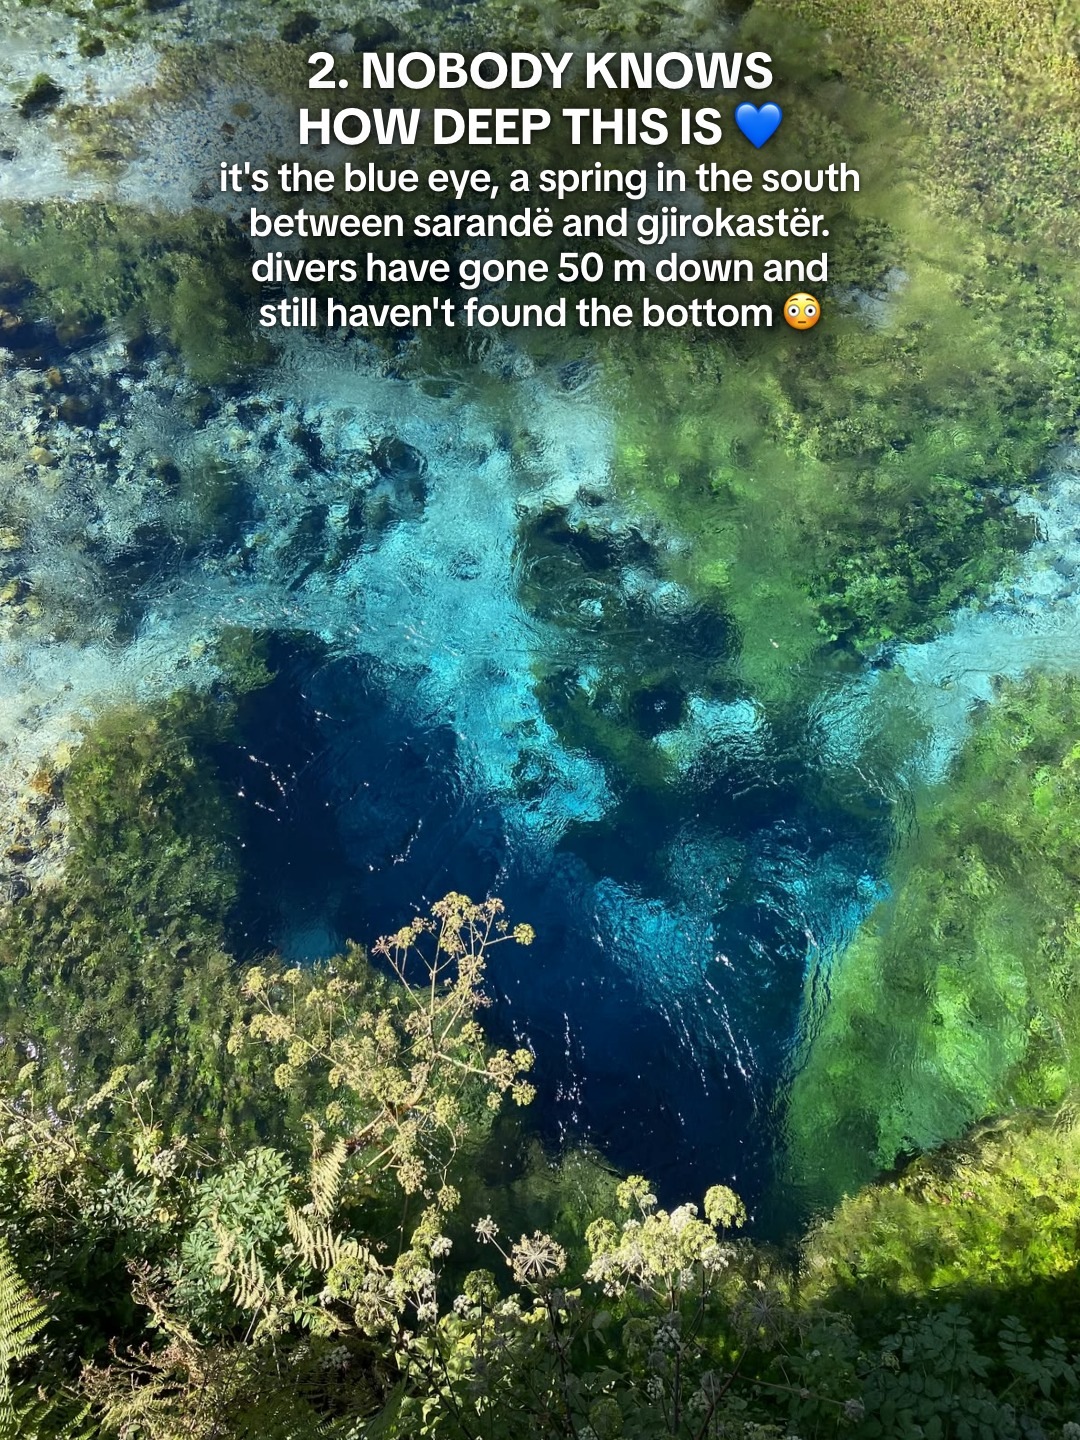 2. NOBODY KNOWS
HOW DEEP THIS IS 💙
it's the blue eye, a spring in the south
between sarandë and gjirokastër.
divers have gone 50 m down and
still haven't found the bottom 😳